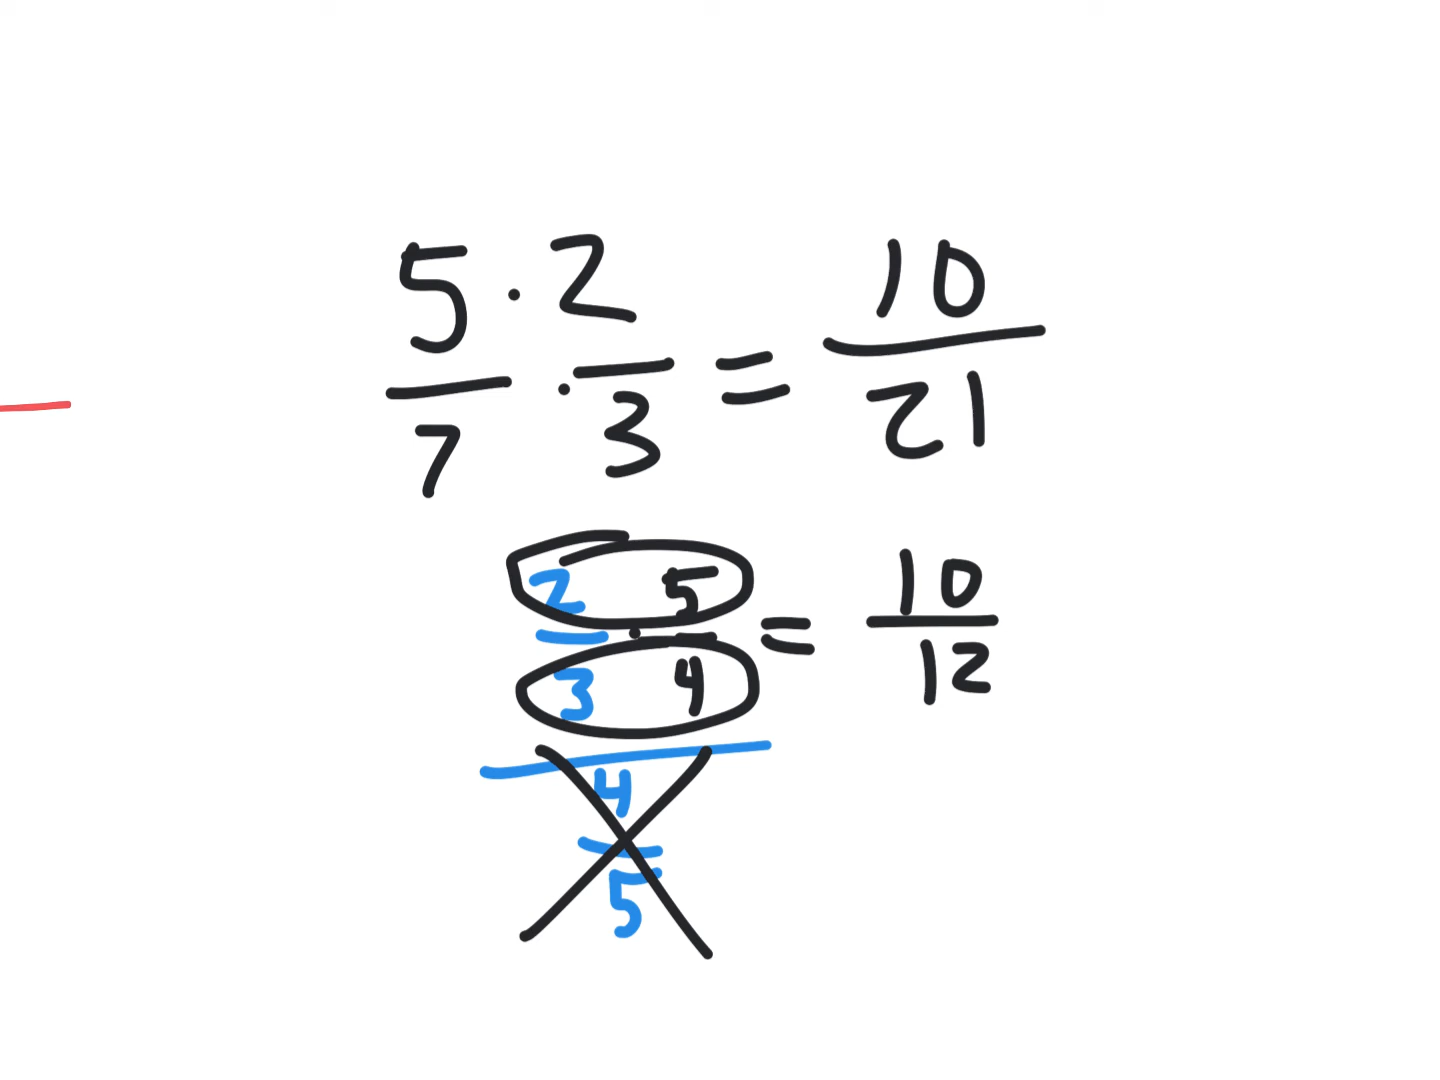 5 · 2 = 10
7 · 3 21
2 · 5 = 10
3 4 12
4
5